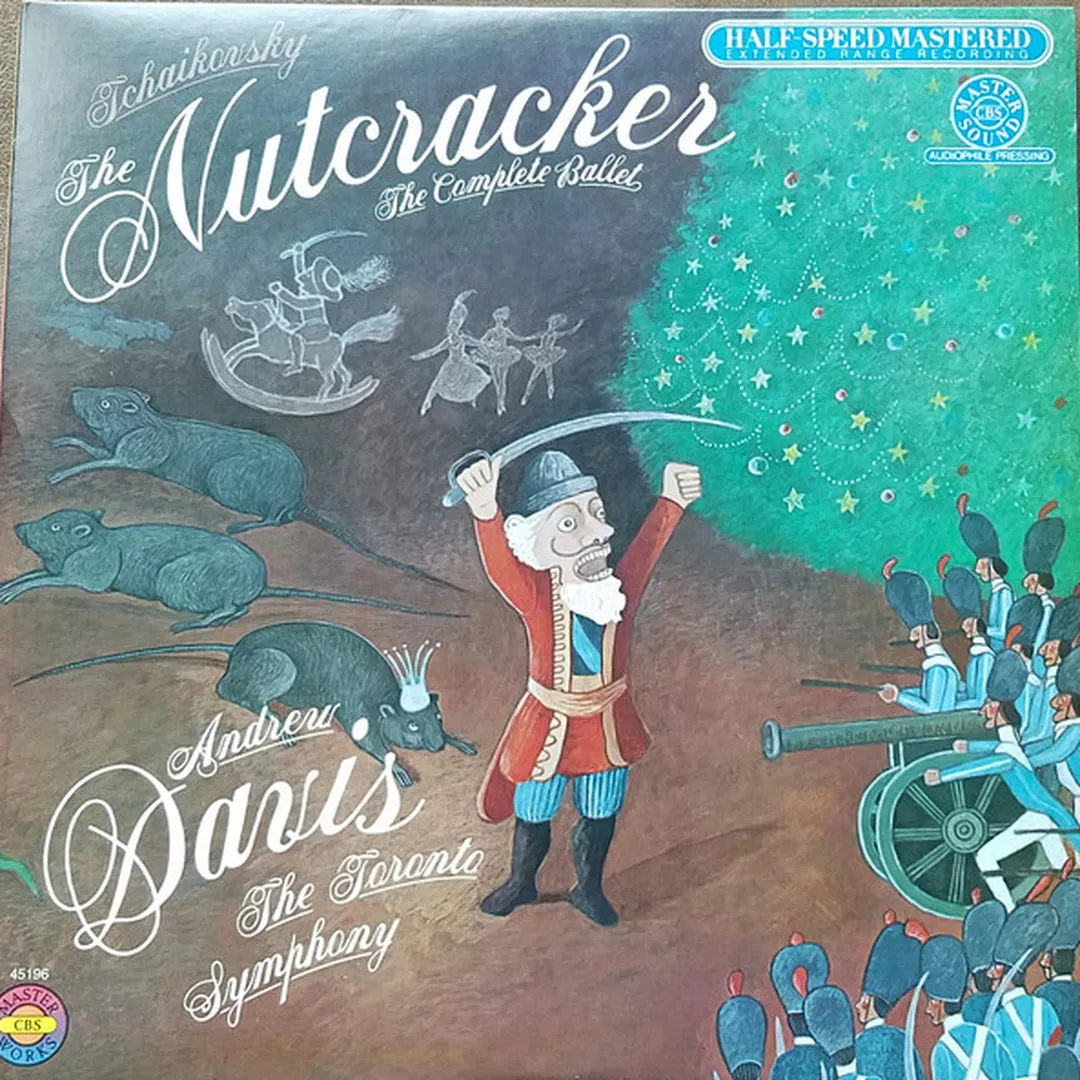 Tchaikovsky
The Nutcracker
The Complete Ballet
HALF-SPEED MASTERED
EXTENDED RANGE RECORDING
MASTER
CBS
SOUND
AUDIOPHILE PRESSING
Andrew
Davis
The Toronto
Symphony
45196
MASTER
CBS
WORKS